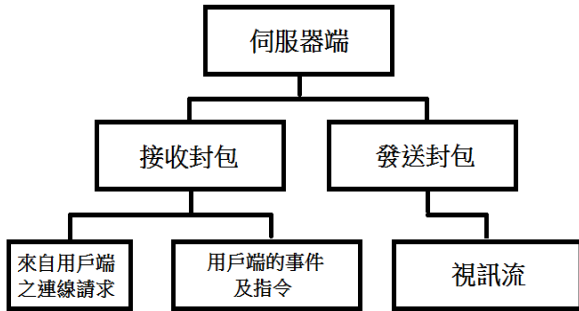 伺服器端
接收封包
發送封包
來自用戶端
之連線請求
用戶端的事件
及指令
視訊流